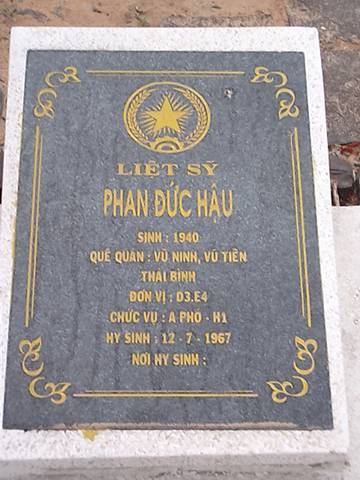 LIỆT SỸ
PHAN ĐỨC HẬU
SINH : 1940
QUÊ QUÁN : VŨ NINH, VŨ TIÊN
THÁI BÌNH
ĐƠN VỊ : D3.E4
CHỨC VỤ : A PHÓ - H1
HY SINH : 12 - 7 - 1967
NƠI HY SINH :